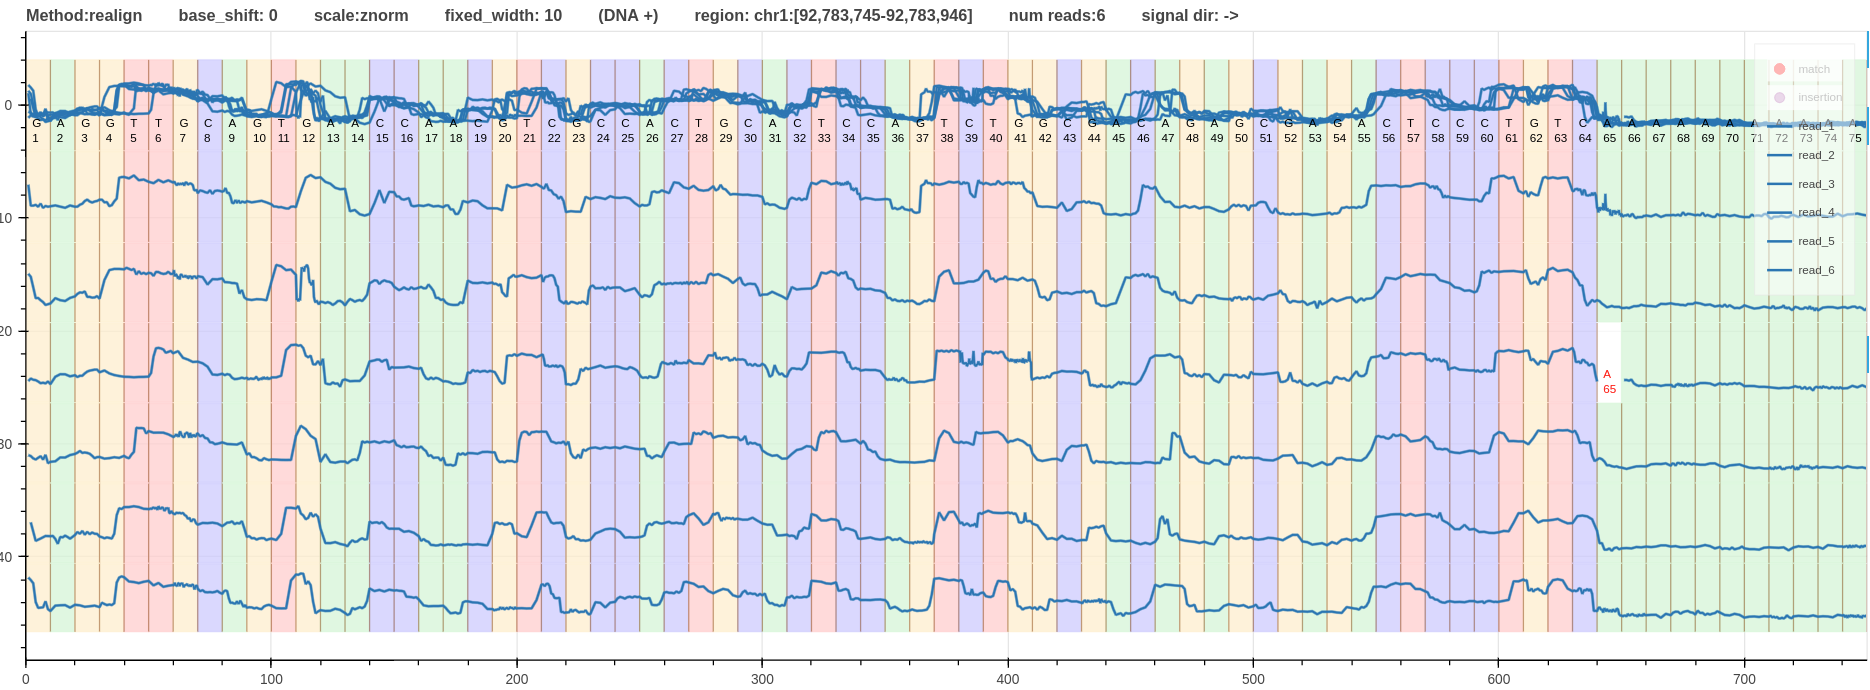 Method:realign base_shift: 0 scale:znorm fixed_width: 10 (DNA +) region: chr1:[92,783,745-92,783,946] num reads:6 signal dir: ->
match
insertion
read_1
read_2
read_3
read_4
read_5
read_6
0
G A G G T T G C A G T G A A C C A A C G T C G C C A C T G C A C T C C A G T C T G G C G A C A G A G C G A G A C T C C C T G T C A A A A A A A A A A A
1 2 3 4 5 6 7 8 9 10 11 12 13 14 15 16 17 18 19 20 21 22 23 24 25 26 27 28 29 30 31 32 33 34 35 36 37 38 39 40 41 42 43 44 45 46 47 48 49 50 51 52 53 54 55 56 57 58 59 60 61 62 63 64 65 66 67 68 69 70 71 72 73 74 75
10
20
A
65
30
40
0 100 200 300 400 500 600 700